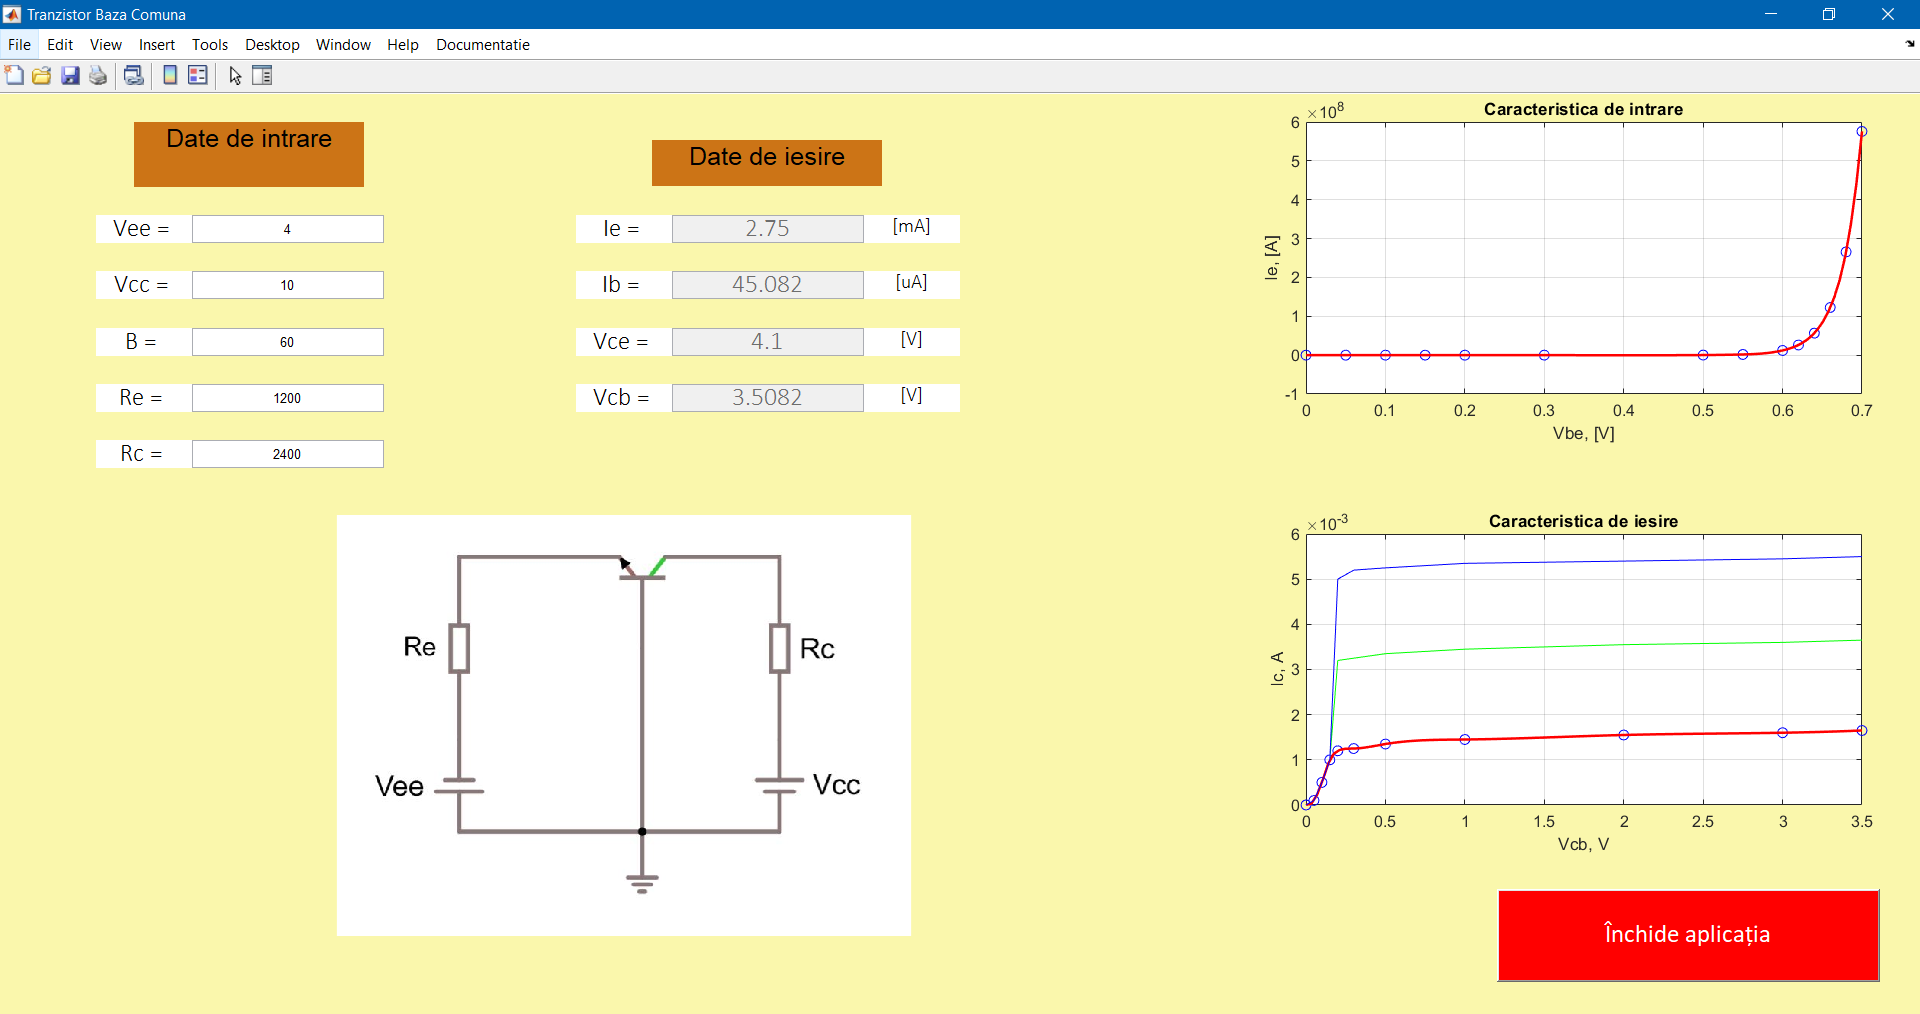 Tranzistor Baza Comuna
File Edit View Insert Tools Desktop Window Help Documentatie
Date de intrare
Vee = 4
Vcc = 10
B = 60
Re = 1200
Rc = 2400
Date de iesire
Ie = 2.75 [mA]
Ib = 45.082 [uA]
Vce = 4.1 [V]
Vcb = 3.5082 [V]
Re
Rc
Vee
Vcc
Caracteristica de intrare
×10^8
6
5
4
3
2
1
0
-1
Ie, [A]
0 0.1 0.2 0.3 0.4 0.5 0.6 0.7
Vbe, [V]
Caracteristica de iesire
×10^-3
6
5
4
3
2
1
0
Ic, A
0 0.5 1 1.5 2 2.5 3 3.5
Vcb, V
Închide aplicația